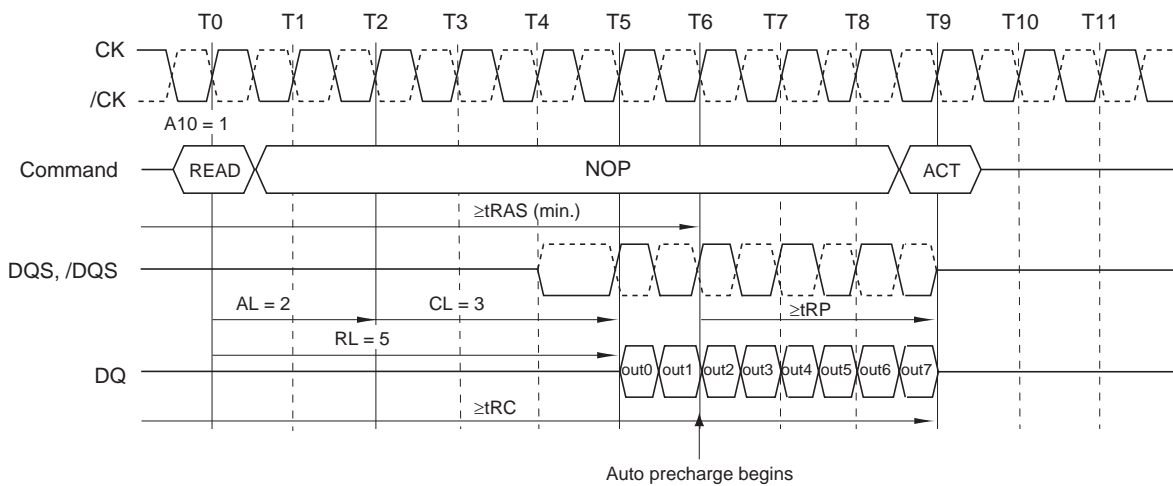 T0 T1 T2 T3 T4 T5 T6 T7 T8 T9 T10 T11
CK
/CK
A10 = 1
Command READ NOP ACT
≥tRAS (min.)
DQS, /DQS
AL = 2 CL = 3 ≥tRP
RL = 5
DQ out0 out1 out2 out3 out4 out5 out6 out7
≥tRC
Auto precharge begins